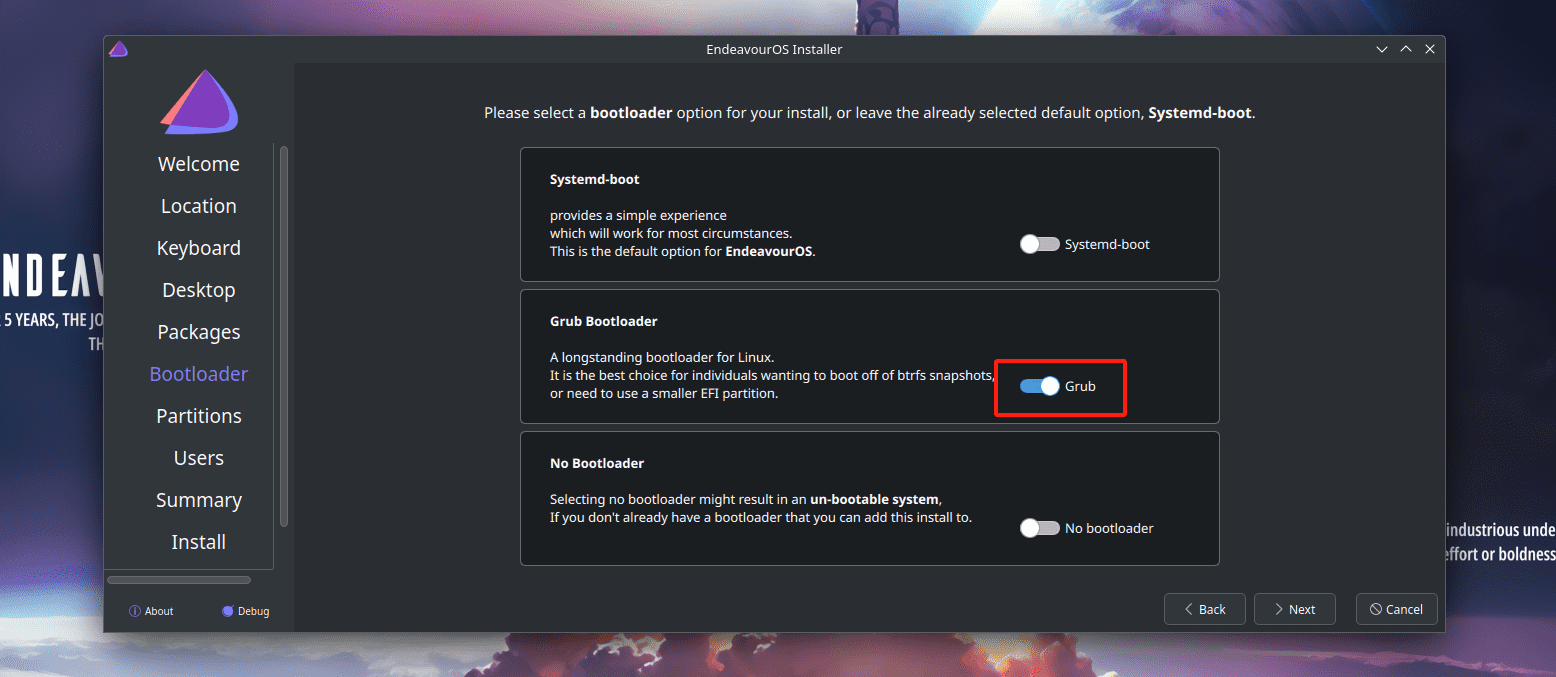 EndeavourOS Installer
Please select a bootloader option for your install, or leave the already selected default option, Systemd-boot.
Welcome
Location
Keyboard
Desktop
Packages
Bootloader
Partitions
Users
Summary
Install
About
Debug
Systemd-boot
provides a simple experience
which will work for most circumstances.
This is the default option for EndeavourOS.
Systemd-boot
Grub Bootloader
A longstanding bootloader for Linux.
It is the best choice for individuals wanting to boot off of btrfs snapshots,
or need to use a smaller EFI partition.
Grub
No Bootloader
Selecting no bootloader might result in an un-bootable system,
If you don't already have a bootloader that you can add this install to.
No bootloader
Back
Next
Cancel
5 YEARS, THE
industrious
effort or boldness